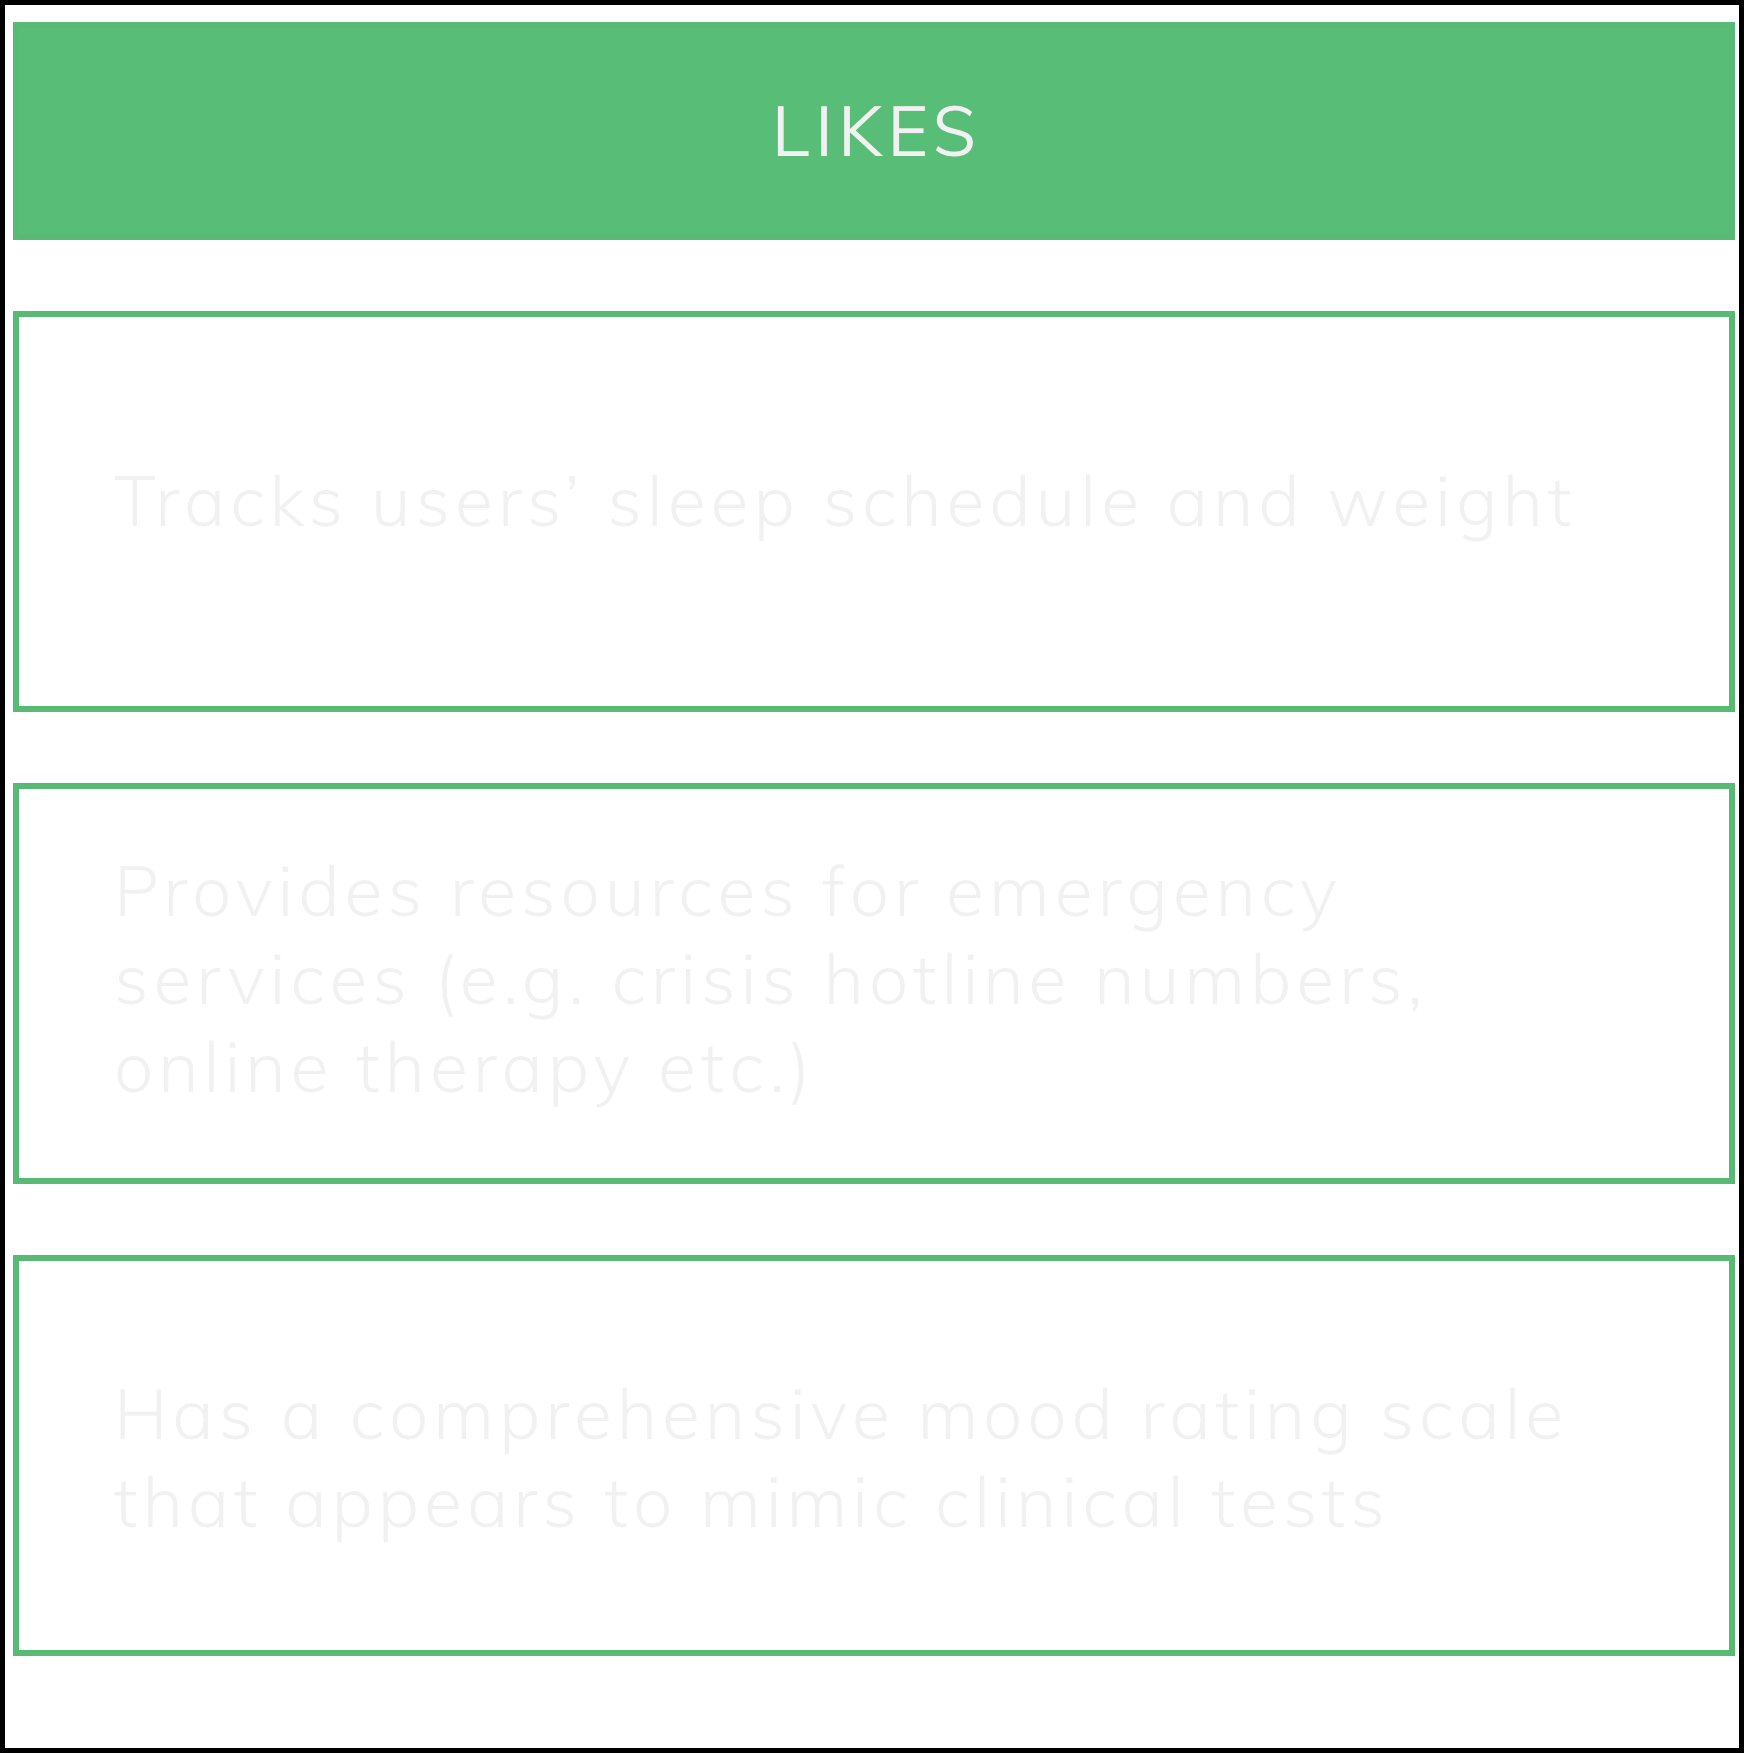 LIKES
Tracks users’ sleep schedule and weight
Provides resources for emergency
services (e.g. crisis hotline numbers,
online therapy etc.)
Has a comprehensive mood rating scale
that appears to mimic clinical tests